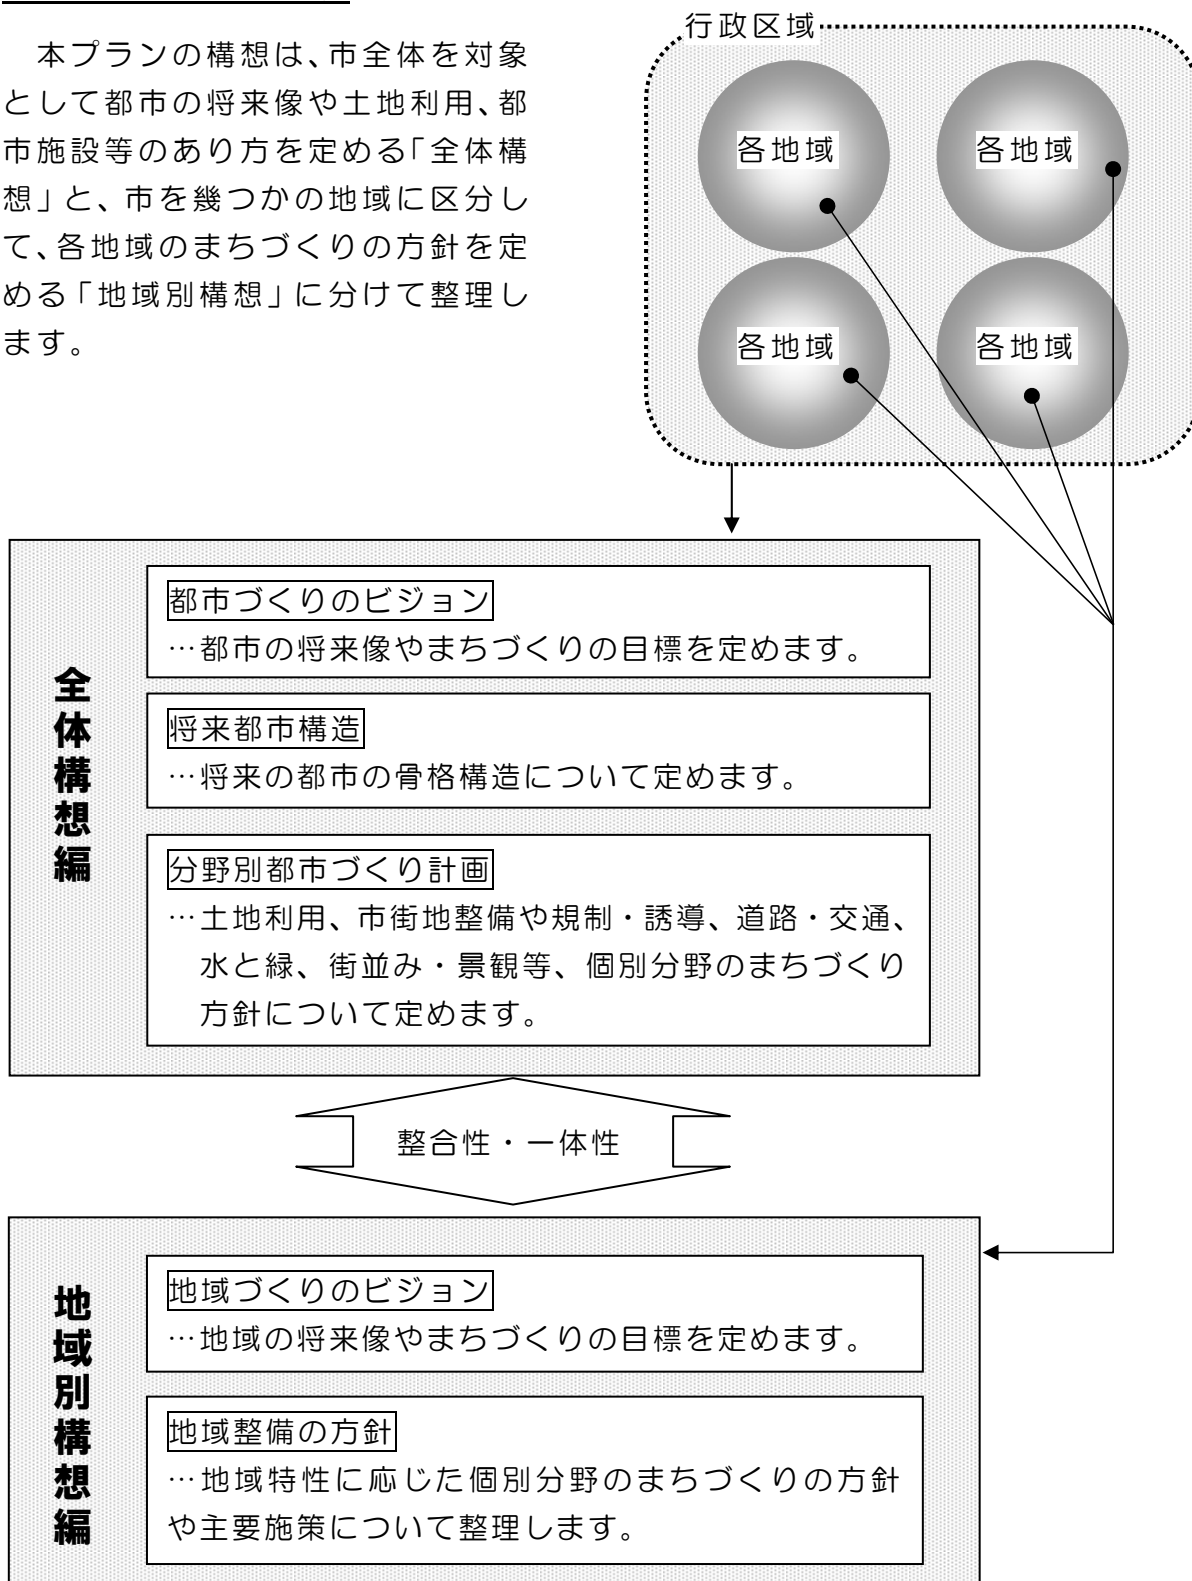 本プランの構想は、市全体を対象
として都市の将来像や土地利用、都
市施設等のあり方を定める「全体構
想」と、市を幾つかの地域に区分し
て、各地域のまちづくりの方針を定
める「地域別構想」に分けて整理し
ます。
行政区域
各地域
各地域
各地域
各地域
全体構想編
都市づくりのビジョン
…都市の将来像やまちづくりの目標を定めます。
将来都市構造
…将来の都市の骨格構造について定めます。
分野別都市づくり計画
…土地利用、市街地整備や規制・誘導、道路・交通、
水と緑、街並み・景観等、個別分野のまちづくり
方針について定めます。
整合性・一体性
地域別構想編
地域づくりのビジョン
…地域の将来像やまちづくりの目標を定めます。
地域整備の方針
…地域特性に応じた個別分野のまちづくりの方針
や主要施策について整理します。